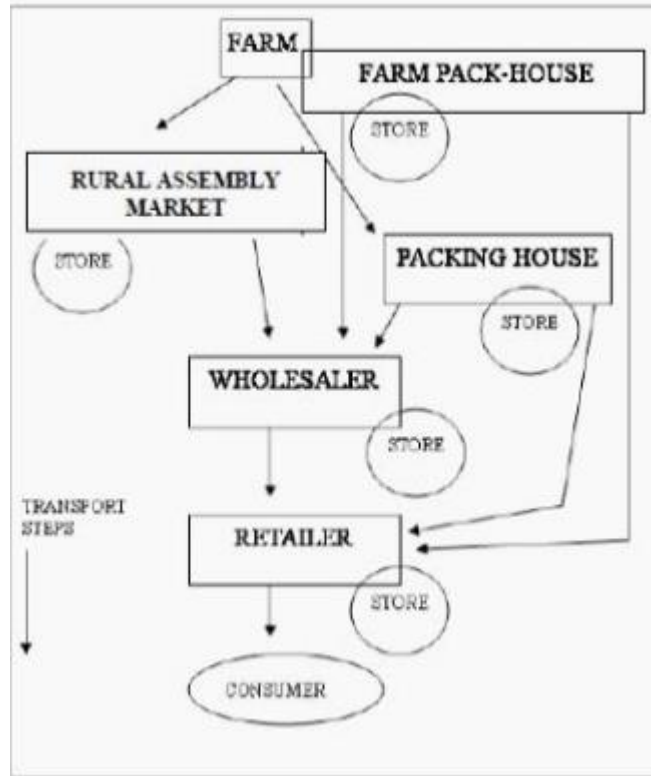 FARM
FARM PACK-HOUSE
STORE
RURAL ASSEMBLY
MARKET
STORE
PACKING HOUSE
STORE
WHOLESALER
STORE
TRANSPORT
STEPS
RETAILER
STORE
CONSUMER